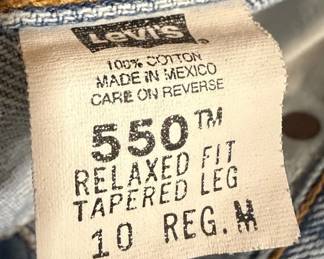 Levi's ®
100% COTTON
MADE IN MEXICO
CARE ON REVERSE
550™
RELAXED FIT
TAPERED LEG
10 REG. M